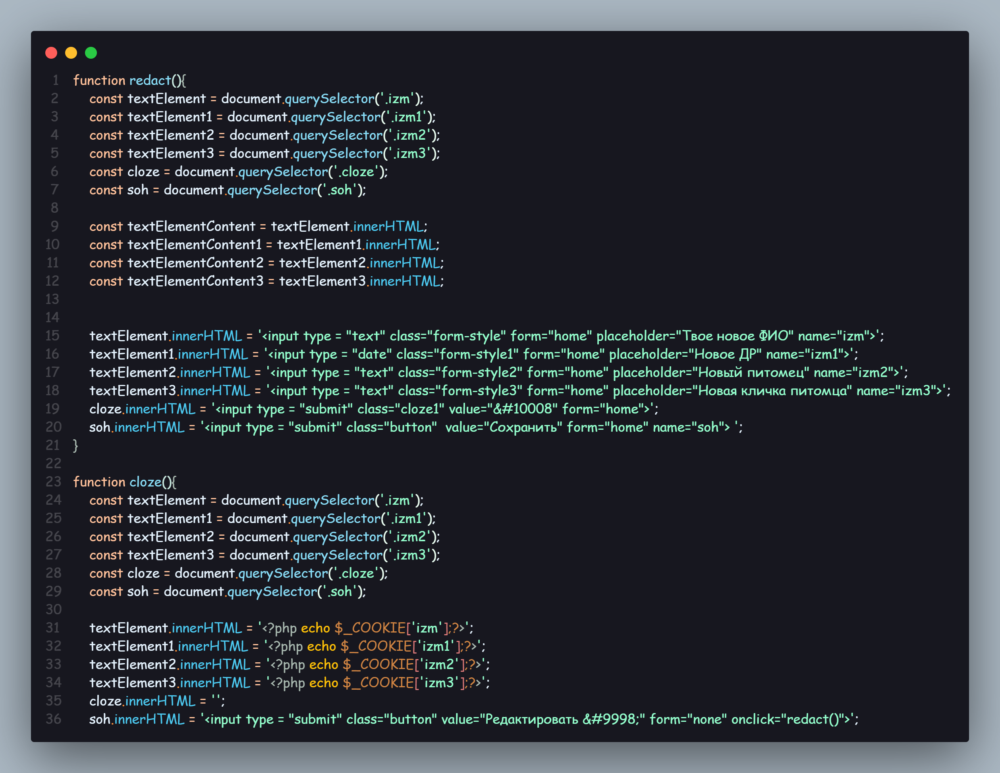 1 function redact(){
2 const textElement = document.querySelector('.izm');
3 const textElement1 = document.querySelector('.izm1');
4 const textElement2 = document.querySelector('.izm2');
5 const textElement3 = document.querySelector('.izm3');
6 const cloze = document.querySelector('.cloze');
7 const soh = document.querySelector('.soh');
8
9 const textElementContent = textElement.innerHTML;
10 const textElementContent1 = textElement1.innerHTML;
11 const textElementContent2 = textElement2.innerHTML;
12 const textElementContent3 = textElement3.innerHTML;
13
14
15 textElement.innerHTML = '<input type = "text" class="form-style" form="home" placeholder="Твое новое ФИО" name="izm">';
16 textElement1.innerHTML = '<input type = "date" class="form-style1" form="home" placeholder="Новое ДР" name="izm1">';
17 textElement2.innerHTML = '<input type = "text" class="form-style2" form="home" placeholder="Новый питомец" name="izm2">';
18 textElement3.innerHTML = '<input type = "text" class="form-style3" form="home" placeholder="Новая кличка питомца" name="izm3">';
19 cloze.innerHTML = '<input type = "submit" class="cloze1" value="&#10008" form="home">';
20 soh.innerHTML = '<input type = "submit" class="button"  value="Сохранить" form="home" name="soh"> ';
21 }
22
23 function cloze(){
24 const textElement = document.querySelector('.izm');
25 const textElement1 = document.querySelector('.izm1');
26 const textElement2 = document.querySelector('.izm2');
27 const textElement3 = document.querySelector('.izm3');
28 const cloze = document.querySelector('.cloze');
29 const soh = document.querySelector('.soh');
30
31 textElement.innerHTML = '<?php echo $_COOKIE['izm'];?>';
32 textElement1.innerHTML = '<?php echo $_COOKIE['izm1'];?>';
33 textElement2.innerHTML = '<?php echo $_COOKIE['izm2'];?>';
34 textElement3.innerHTML = '<?php echo $_COOKIE['izm3'];?>';
35 cloze.innerHTML = '';
36 soh.innerHTML = '<input type = "submit" class="button" value="Редактировать &#9998;" form="none" onclick="redact()">';